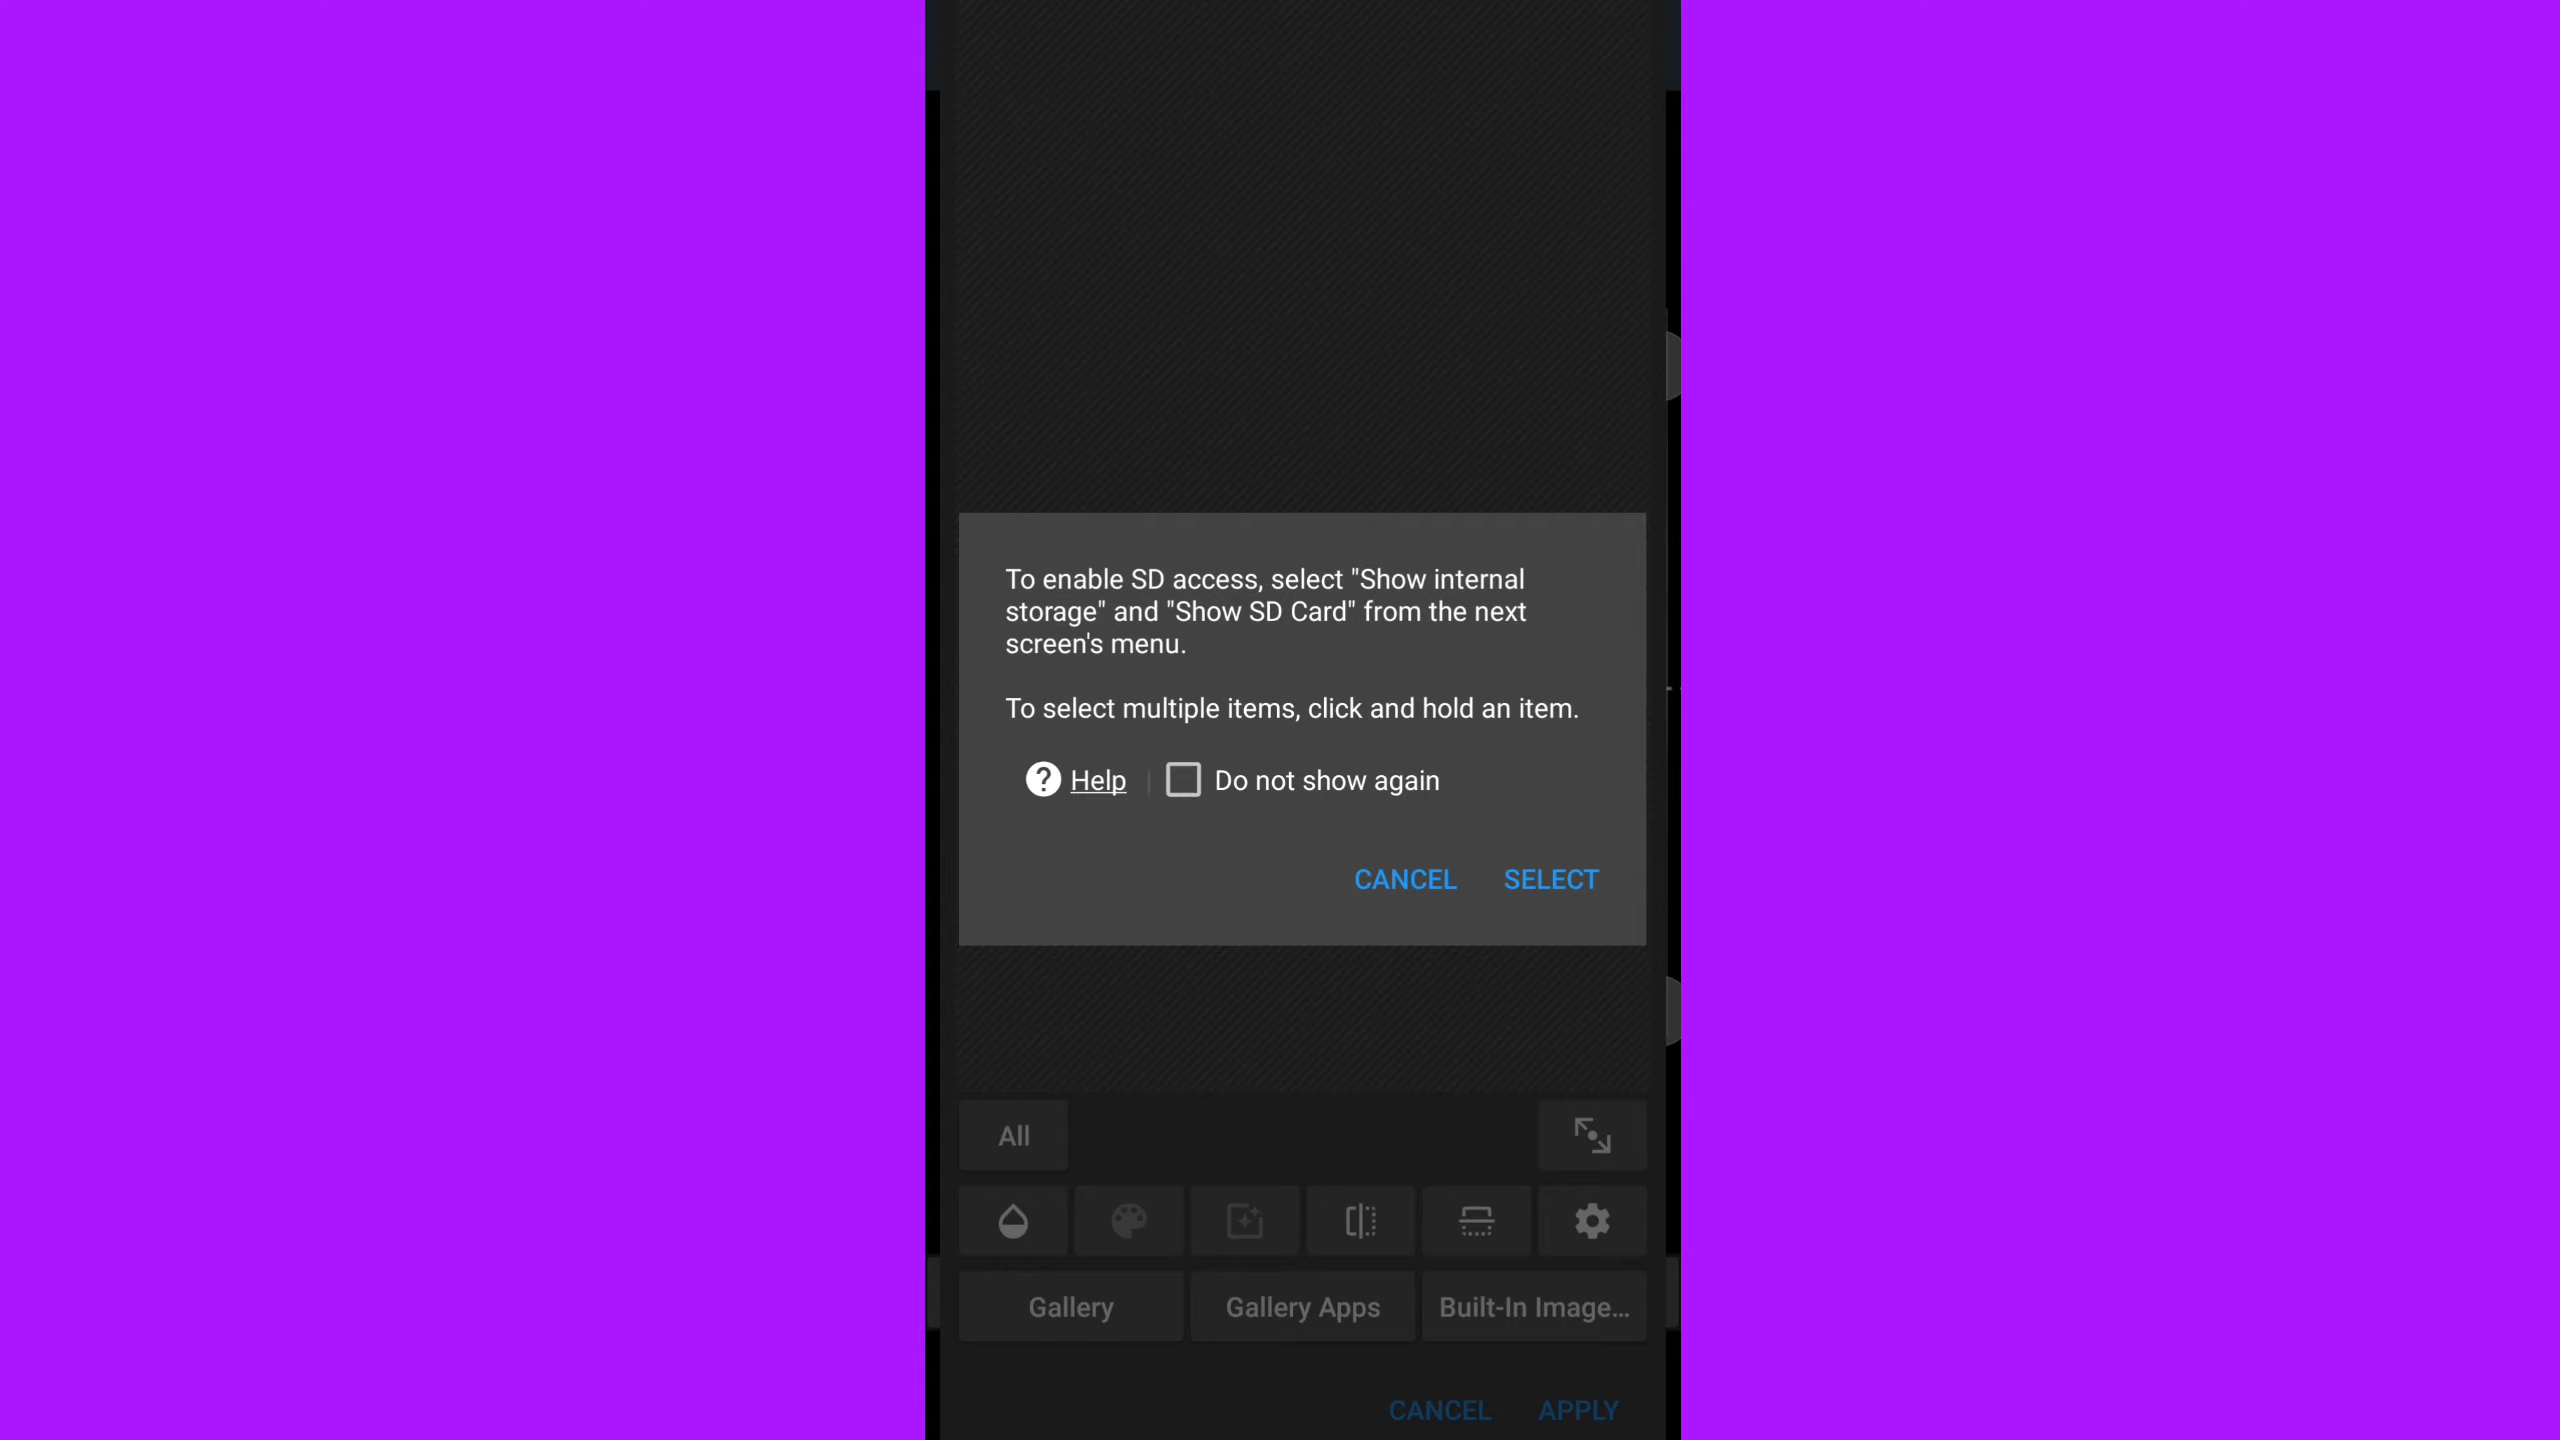 To enable SD access, select "Show internal
storage" and "Show SD Card" from the next
screen's menu.
To select multiple items, click and hold an item.
Help
Do not show again
CANCEL
SELECT
All
Gallery
Gallery Apps
Built-In Image...
CANCEL
APPLY